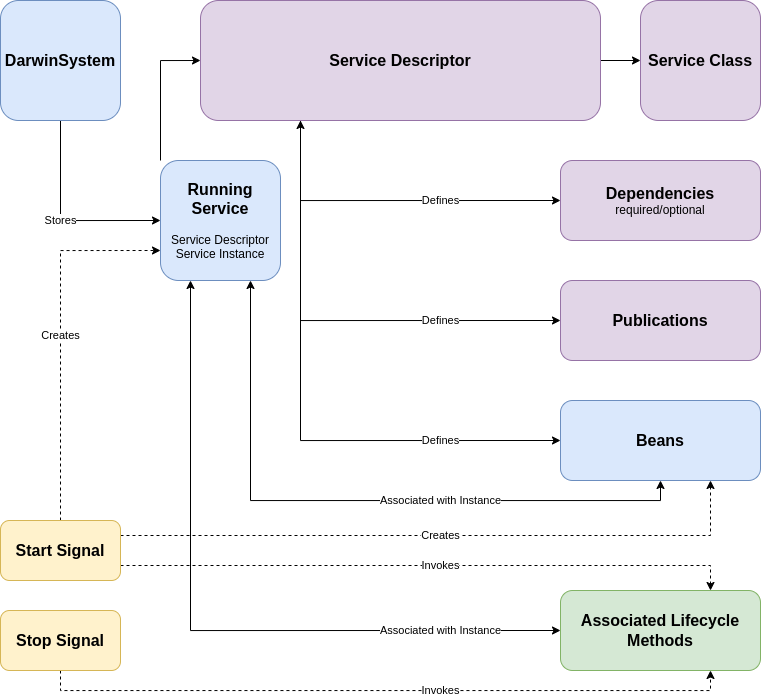 DarwinSystem
Service Descriptor
Service Class
Running
Service
Service Descriptor
Service Instance
Stores
Creates
Defines
Dependencies
required/optional
Defines
Publications
Defines
Beans
Associated with Instance
Start Signal
Creates
Invokes
Stop Signal
Associated with Instance
Associated Lifecycle
Methods
Invokes